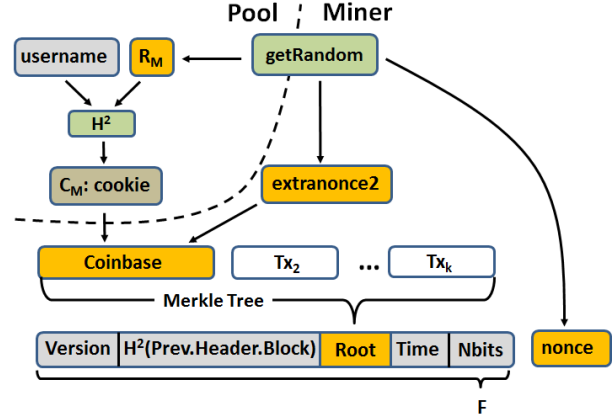 Pool Miner
username R_M getRandom
H²
C_M: cookie extranonce2
Coinbase Tx₂ ... Tx_k
Merkle Tree
Version H²(Prev.Header.Block) Root Time Nbits nonce
F